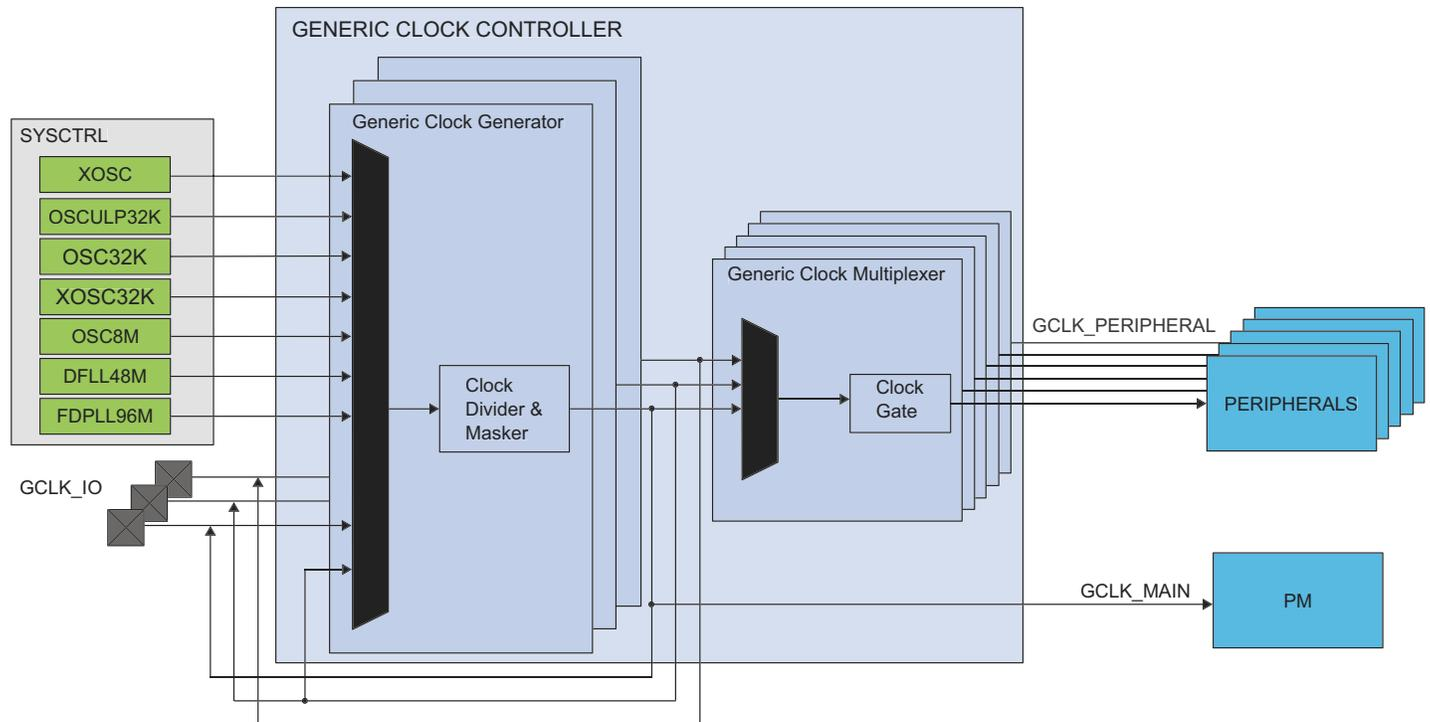 GENERIC CLOCK CONTROLLER
Generic Clock Generator
SYSCTRL
XOSC
OSCULP32K
OSC32K
XOSC32K
OSC8M
DFLL48M
FDPLL96M
GCLK_IO
Clock
Divider &
Masker
Generic Clock Multiplexer
Clock
Gate
GCLK_PERIPHERAL
PERIPHERALS
GCLK_MAIN
PM